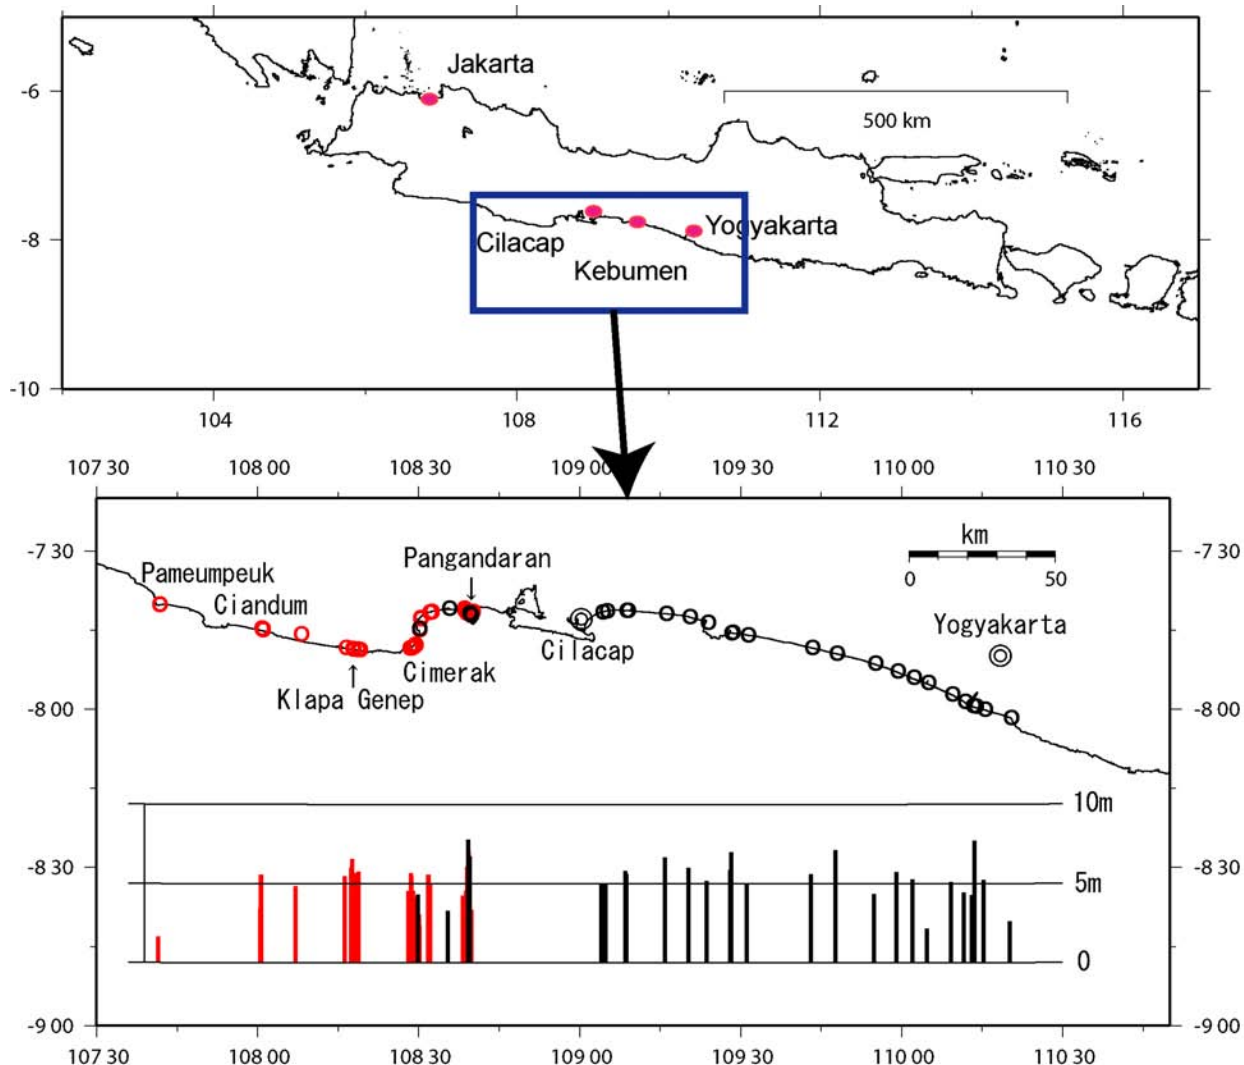 Jakarta
-6
500 km
Yogyakarta
-8
Cilacap
Kebumen
-10
104 108 112 116
107 30 108 00 108 30 109 00 109 30 110 00 110 30
km
-7 30 Pangandaran -7 30
Pameumpeuk 0 50
Ciandum
Yogyakarta
Cilacap
Cimerak
Klapa Genep
-8 00 -8 00
10m
-8 30 5m -8 30
0
-9 00 -9 00
107 30 108 00 108 30 109 00 109 30 110 00 110 30